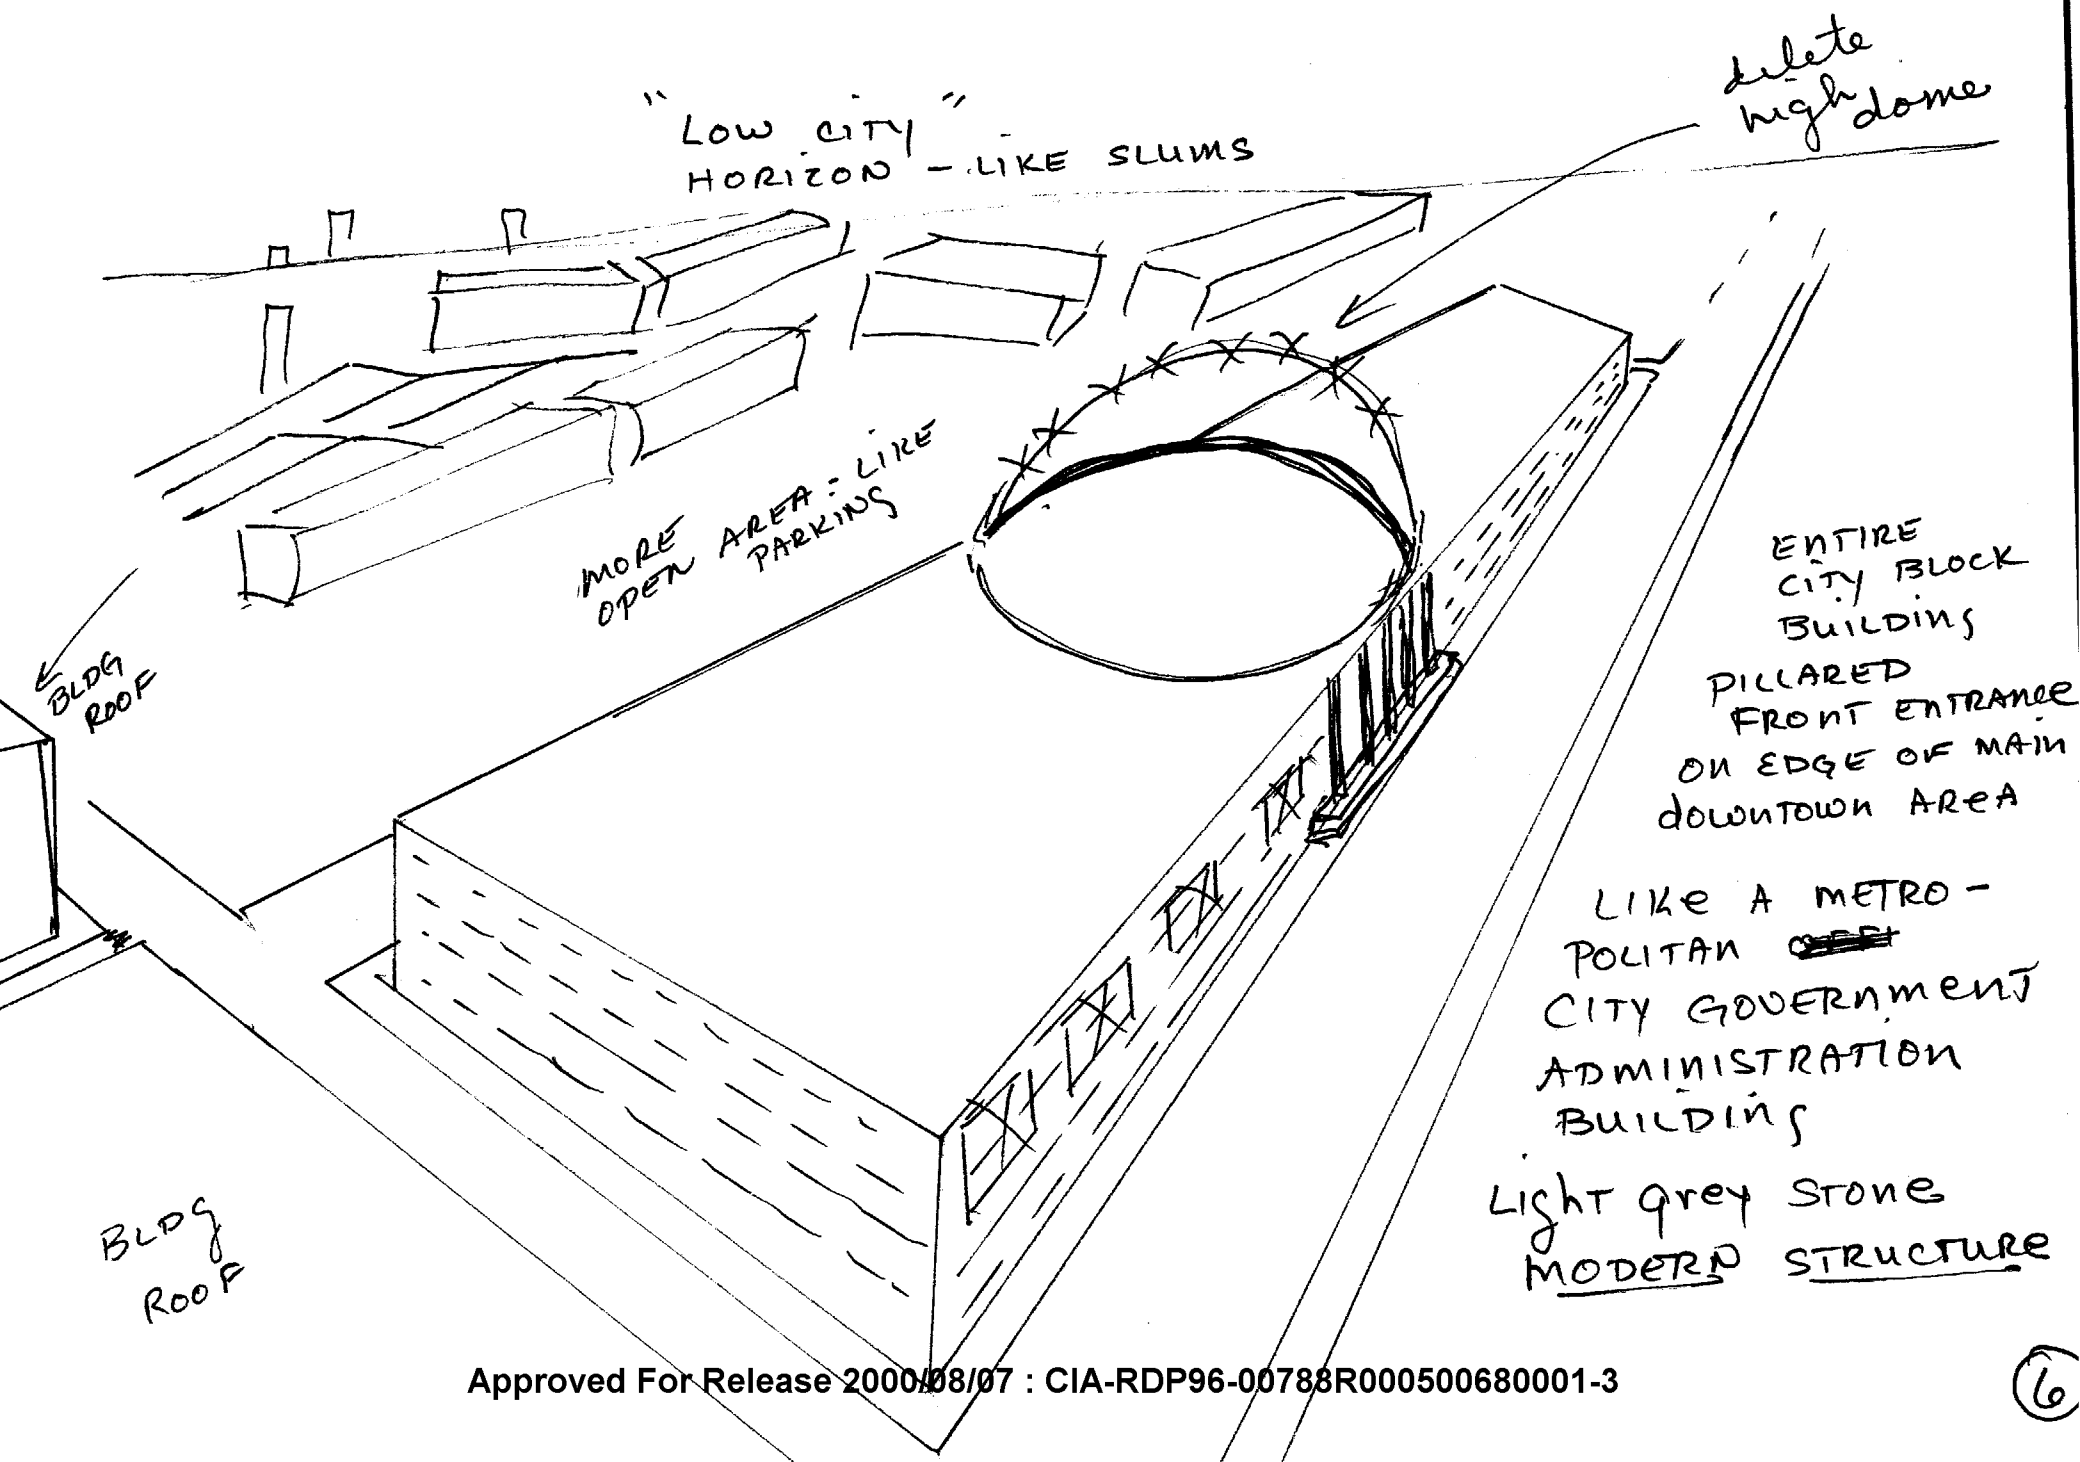 delete
high dome
"LOW CITY"
HORIZON - LIKE SLUMS
MORE
OPEN AREA: LIKE
PARKING
BLDG
ROOF
ENTIRE
CITY BLOCK
BUILDING
PILLARED
FRONT ENTRANCE
ON EDGE OF MAIN
DOWNTOWN AREA
LIKE A METRO-
POLITAN
CITY GOVERNMENT
ADMINISTRATION
BUILDING
LIGHT GREY STONE
MODERN STRUCTURE
BLDG
ROOF
Approved For Release 2000/08/07 : CIA-RDP96-00788R000500680001-3
6